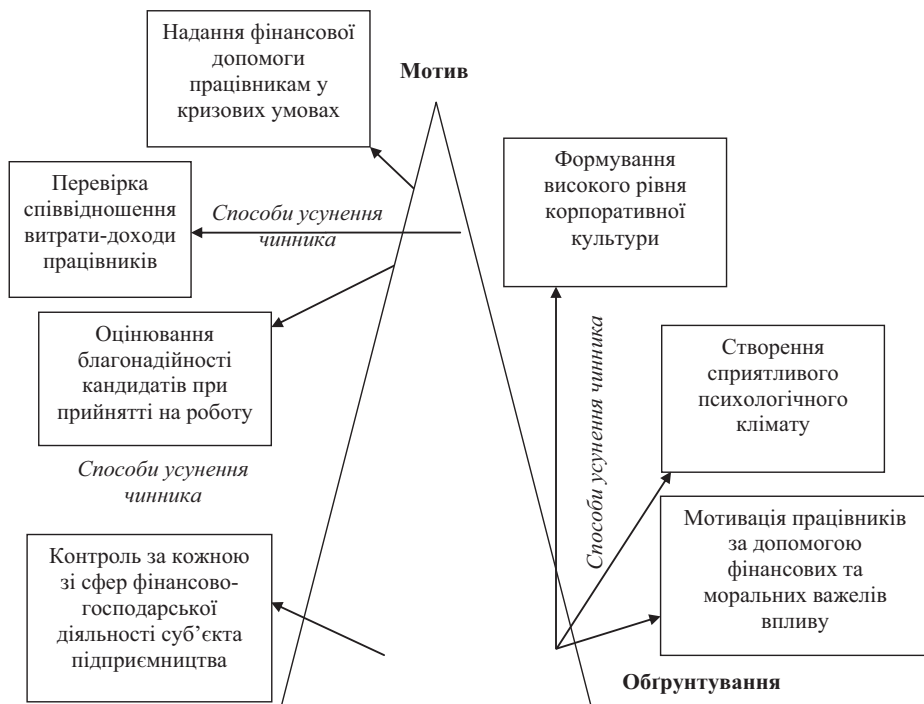 Надання фінансової
допомоги
працівникам у
кризових умовах
Мотив
Формування
високого рівня
корпоративної
культури
Перевірка
співвідношення
витрати-доходи
працівників
Способи усунення
чинника
Оцінювання
благонадійності
кандидатів при
прийнятті на роботу
Способи усунення чинника
Створення
сприятливого
психологічного
клімату
Способи усунення
чинника
Мотивація працівників
за допомогою
фінансових та
моральних важелів
впливу
Контроль за кожною
зі сфер фінансово-
господарської
діяльності суб’єкта
підприємництва
Обґрунтування